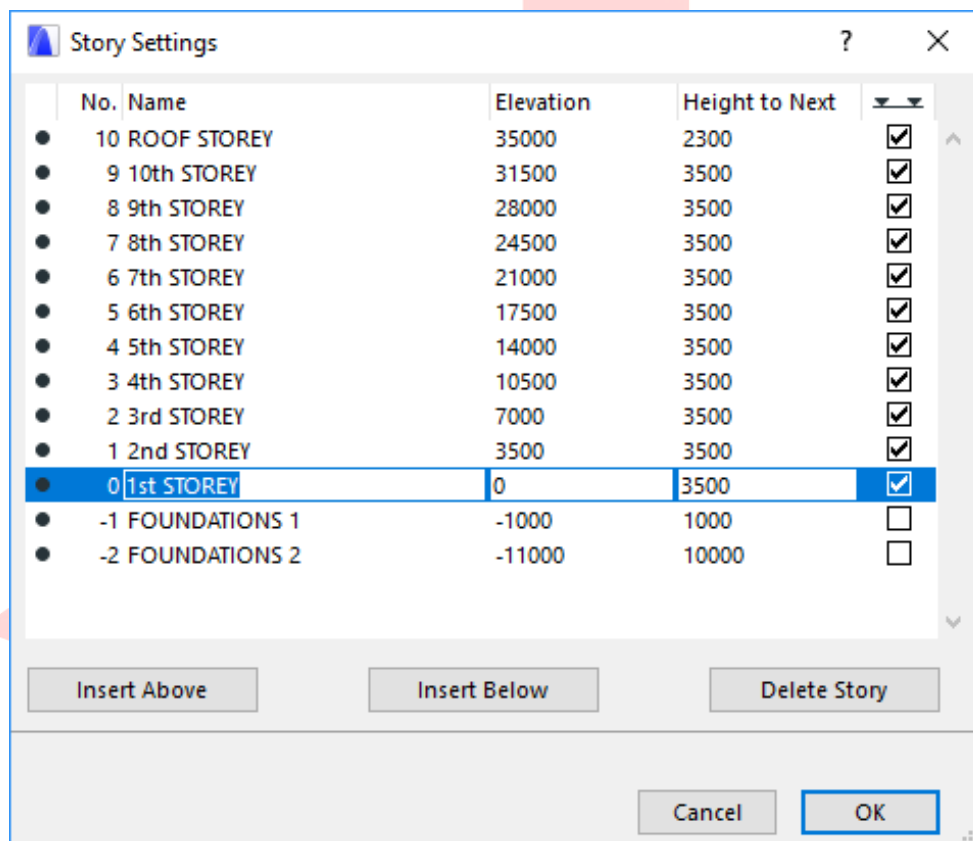 Story Settings ? ×
No. Name Elevation Height to Next
10 ROOF STOREY 35000 2300
9 10th STOREY 31500 3500
8 9th STOREY 28000 3500
7 8th STOREY 24500 3500
6 7th STOREY 21000 3500
5 6th STOREY 17500 3500
4 5th STOREY 14000 3500
3 4th STOREY 10500 3500
2 3rd STOREY 7000 3500
1 2nd STOREY 3500 3500
0 1st STOREY 0 3500
-1 FOUNDATIONS 1 -1000 1000
-2 FOUNDATIONS 2 -11000 10000
Insert Above Insert Below Delete Story
Cancel OK